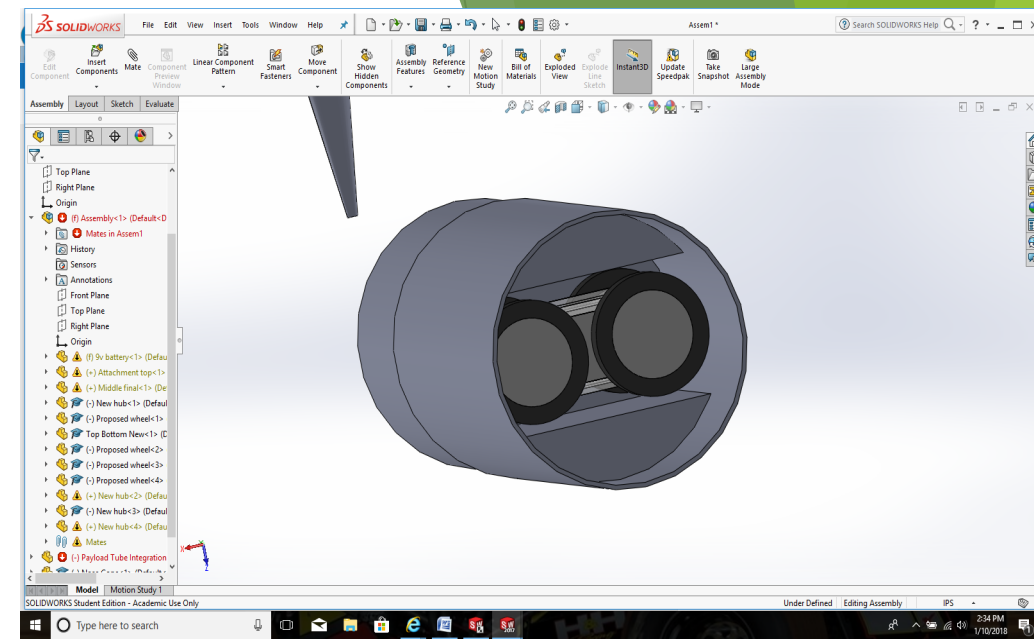 SOLIDWORKS File Edit View Insert Tools Window Help Assem1 * Search SOLIDWORKS Help ?
Edit Component
Insert Components
Mate
Component Preview Window
Linear Component Pattern
Smart Fasteners
Move Component
Show Hidden Components
Assembly Features
Reference Geometry
New Motion Study
Bill of Materials
Exploded View
Explode Line Sketch
Instant3D
Update Speedpak
Take Snapshot
Large Assembly Mode
Assembly Layout Sketch Evaluate
Top Plane
Right Plane
Origin
(f) Assembly<1> (Default<D
Mates in Assem1
History
Sensors
Annotations
Front Plane
Top Plane
Right Plane
Origin
(f) 9v battery<1> (Defau
(+) Attachment top<1>
(+) Middle final<1> (De
(-) New hub<1> (Defaul
(-) Proposed wheel<1>
Top Bottom New<1> (D
(-) Proposed wheel<2>
(-) Proposed wheel<3>
(-) Proposed wheel<4>
(+) New hub<2> (Defau
(-) New hub<3> (Defaul
(+) New hub<4> (Defau
Mates
(-) Payload Tube Integration
Model Motion Study 1
SOLIDWORKS Student Edition - Academic Use Only Under Defined Editing Assembly IPS
Type here to search 2:34 PM
1/10/2018